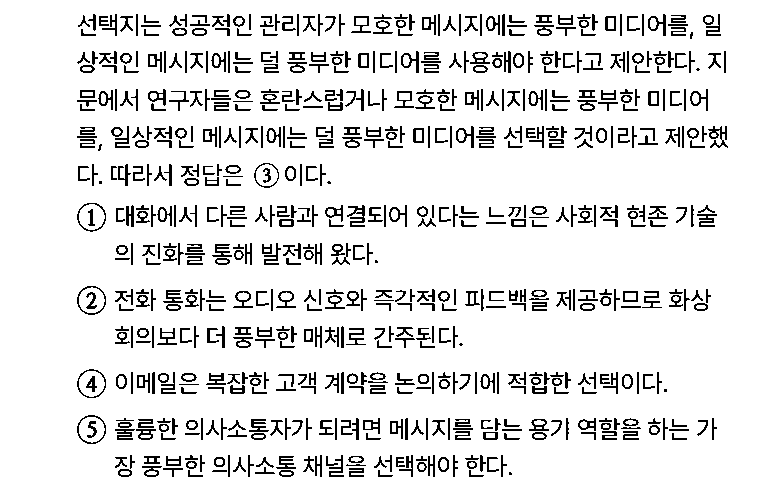 선택지는 성공적인 관리자가 모호한 메시지에는 풍부한 미디어를, 일
상적인 메시지에는 덜 풍부한 미디어를 사용해야 한다고 제안한다. 지
문에서 연구자들은 혼란스럽거나 모호한 메시지에는 풍부한 미디어
를, 일상적인 메시지에는 덜 풍부한 미디어를 선택할 것이라고 제안했
다. 따라서 정답은 ③이다.
① 대화에서 다른 사람과 연결되어 있다는 느낌은 사회적 현존 기술
의 진화를 통해 발전해 왔다.
② 전화 통화는 오디오 신호와 즉각적인 피드백을 제공하므로 화상
회의보다 더 풍부한 매체로 간주된다.
④ 이메일은 복잡한 고객 계약을 논의하기에 적합한 선택이다.
⑤ 훌륭한 의사소통자가 되려면 메시지를 담는 용기 역할을 하는 가
장 풍부한 의사소통 채널을 선택해야 한다.